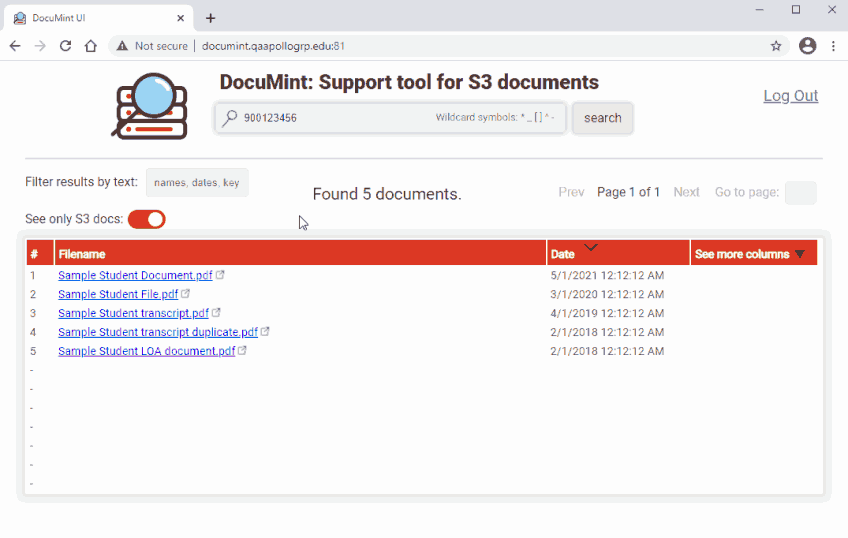 DocuMint UI
Not secure documint.qaapollogrp.edu:81
DocuMint: Support tool for S3 documents
Log Out
900123456 Wildcard symbols: * _ [ ] ^ - search
Filter results by text: names, dates, key
Found 5 documents.
Prev Page 1 of 1 Next Go to page:
See only S3 docs:
# Filename Date See more columns ▼
1 Sample Student Document.pdf 5/1/2021 12:12:12 AM
2 Sample Student File.pdf 3/1/2020 12:12:12 AM
3 Sample Student transcript.pdf 4/1/2019 12:12:12 AM
4 Sample Student transcript duplicate.pdf 2/1/2018 12:12:12 AM
5 Sample Student LOA document.pdf 2/1/2018 12:12:12 AM
-
-
-
-
-
-
-